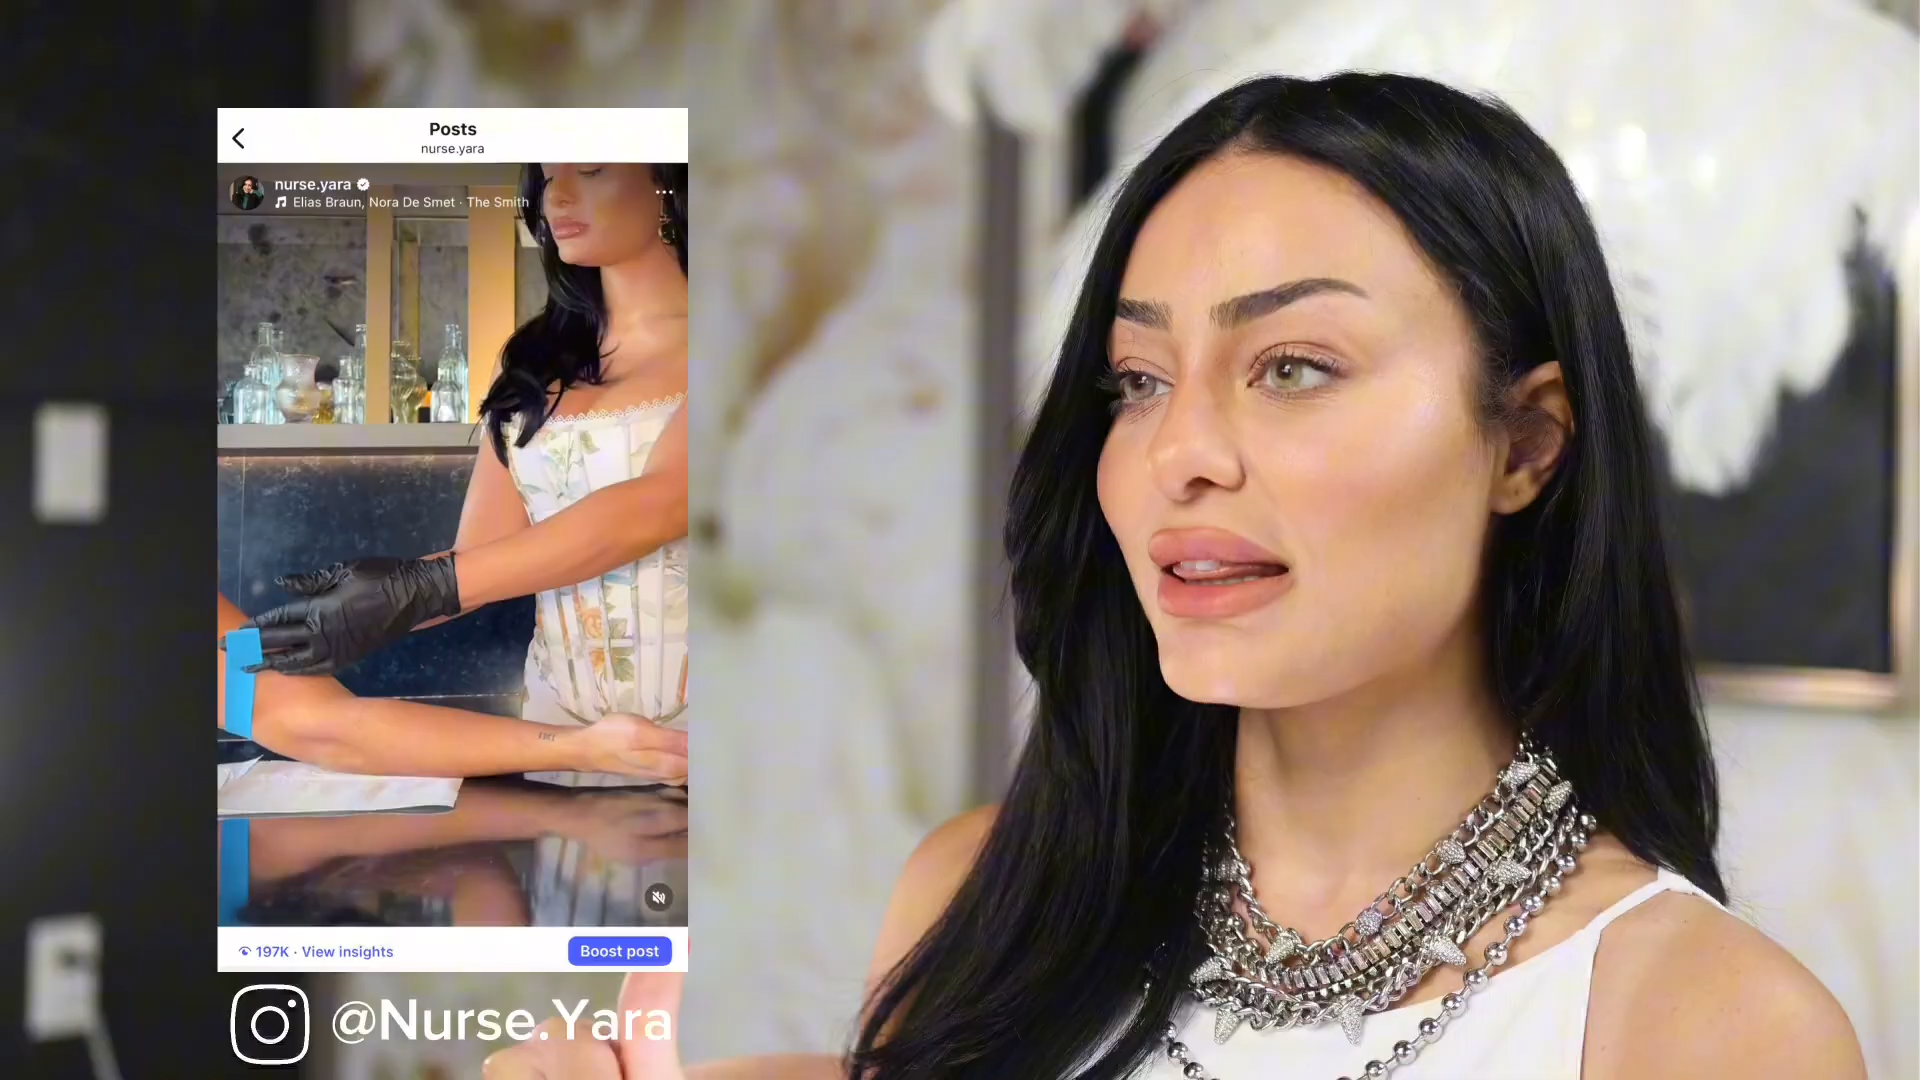 Posts
nurse.yara
nurse.yara
Elias Braun, Nora De Smet · The Smith
197K · View insights
Boost post
@Nurse.Yara